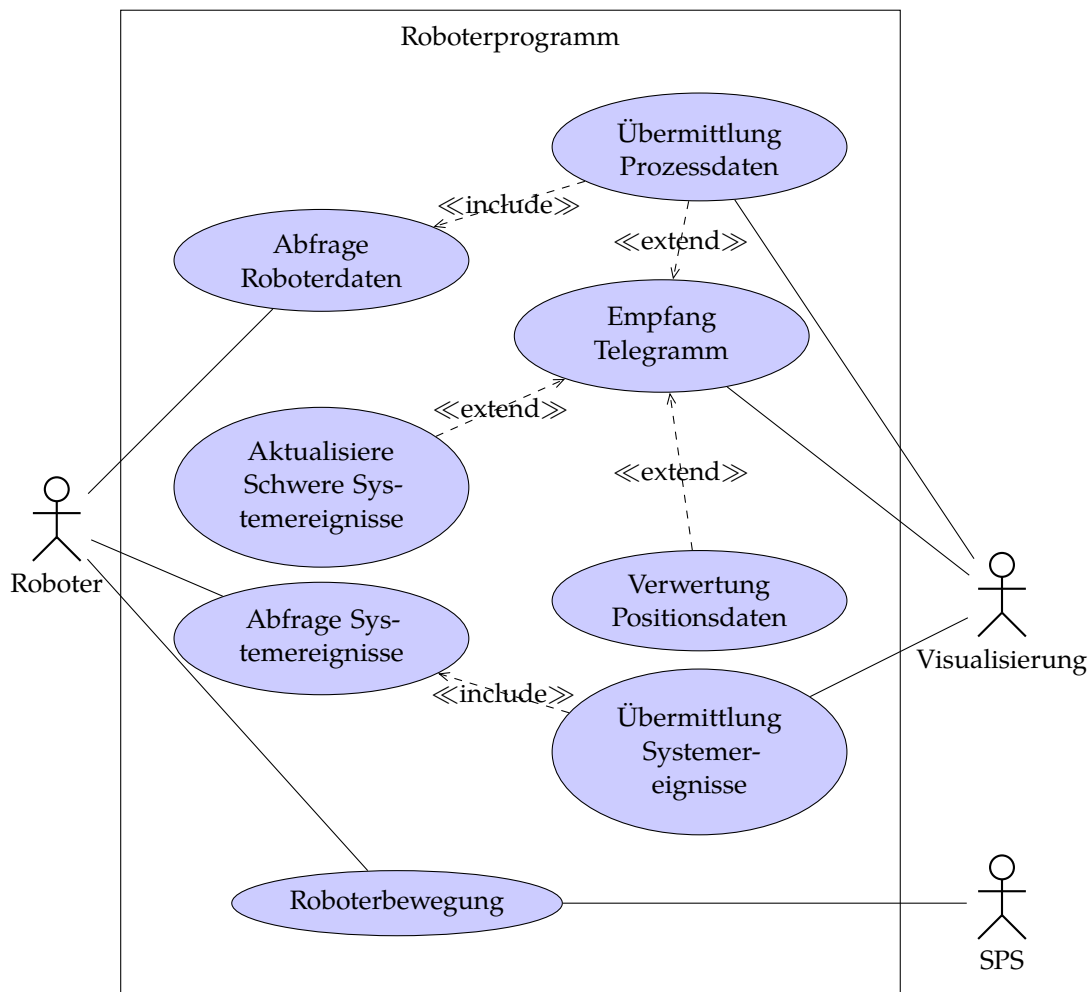 Roboterprogramm
Übermittlung
Prozessdaten
≪include≫
Abfrage
Roboterdaten
≪extend≫
Empfang
Telegramm
≪extend≫
Aktualisiere
Schwere Sys-
temereignisse
≪extend≫
Roboter
Verwertung
Positionsdaten
Abfrage Sys-
temereignisse
Visualisierung
≪include≫
Übermittlung
Systemer-
eignisse
Roboterbewegung
SPS